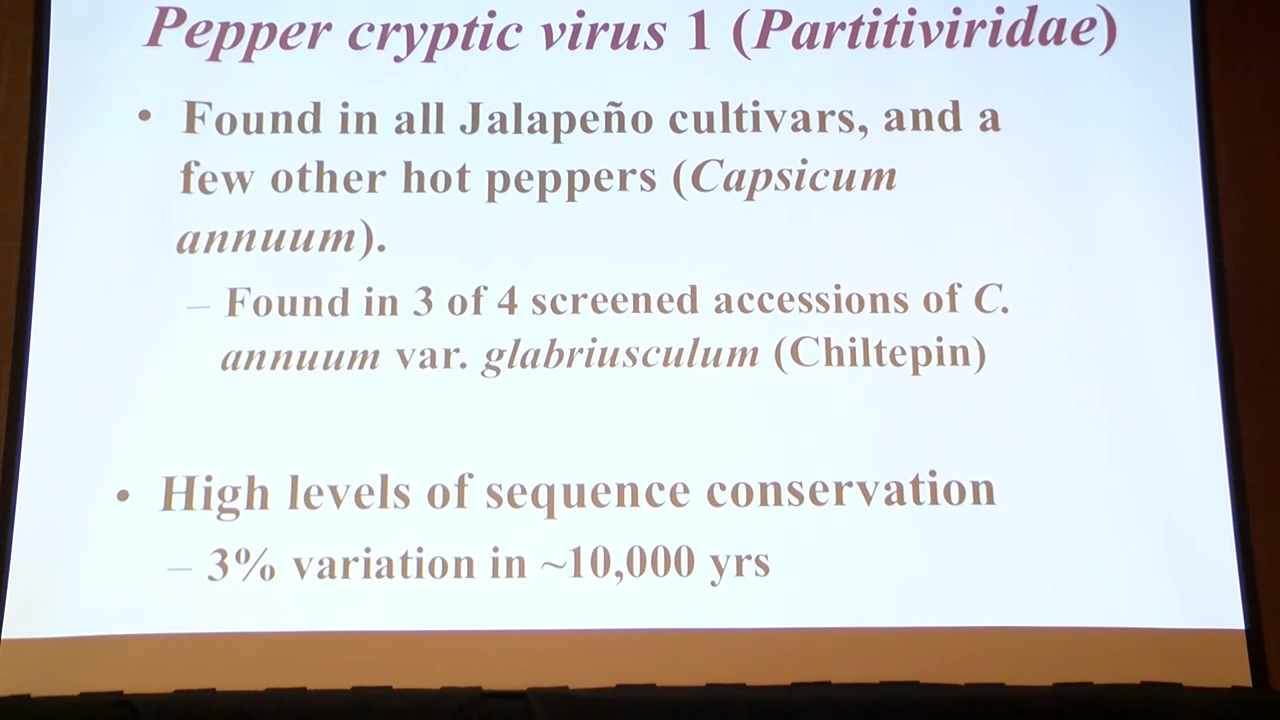 Pepper cryptic virus 1 (Partitiviridae)
• Found in all Jalapeño cultivars, and a
few other hot peppers (Capsicum
annuum).
– Found in 3 of 4 screened accessions of C.
annuum var. glabriusculum (Chiltepin)
• High levels of sequence conservation
– 3% variation in ~10,000 yrs